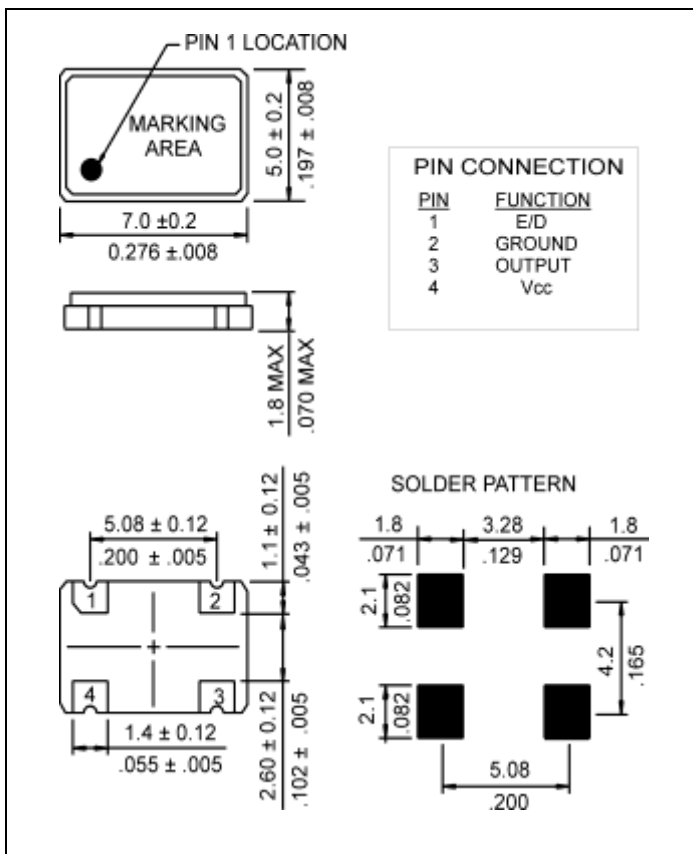 PIN 1 LOCATION
MARKING
AREA
5.0 ± 0.2
.197 ± .008
7.0 ±0.2
0.276 ±.008
PIN CONNECTION
PIN FUNCTION
1 E/D
2 GROUND
3 OUTPUT
4 Vcc
1.8 MAX
.070 MAX
5.08 ± 0.12
.200 ± .005
1.1 ± 0.12
.043 ± .005
1 2
4 3
1.4 ± 0.12
.055 ± .005
2.60 ± 0.12
.102 ± .005
SOLDER PATTERN
1.8 3.28 1.8
.071 .129 .071
2.1
.082
4.2
.165
2.1
.082
5.08
.200